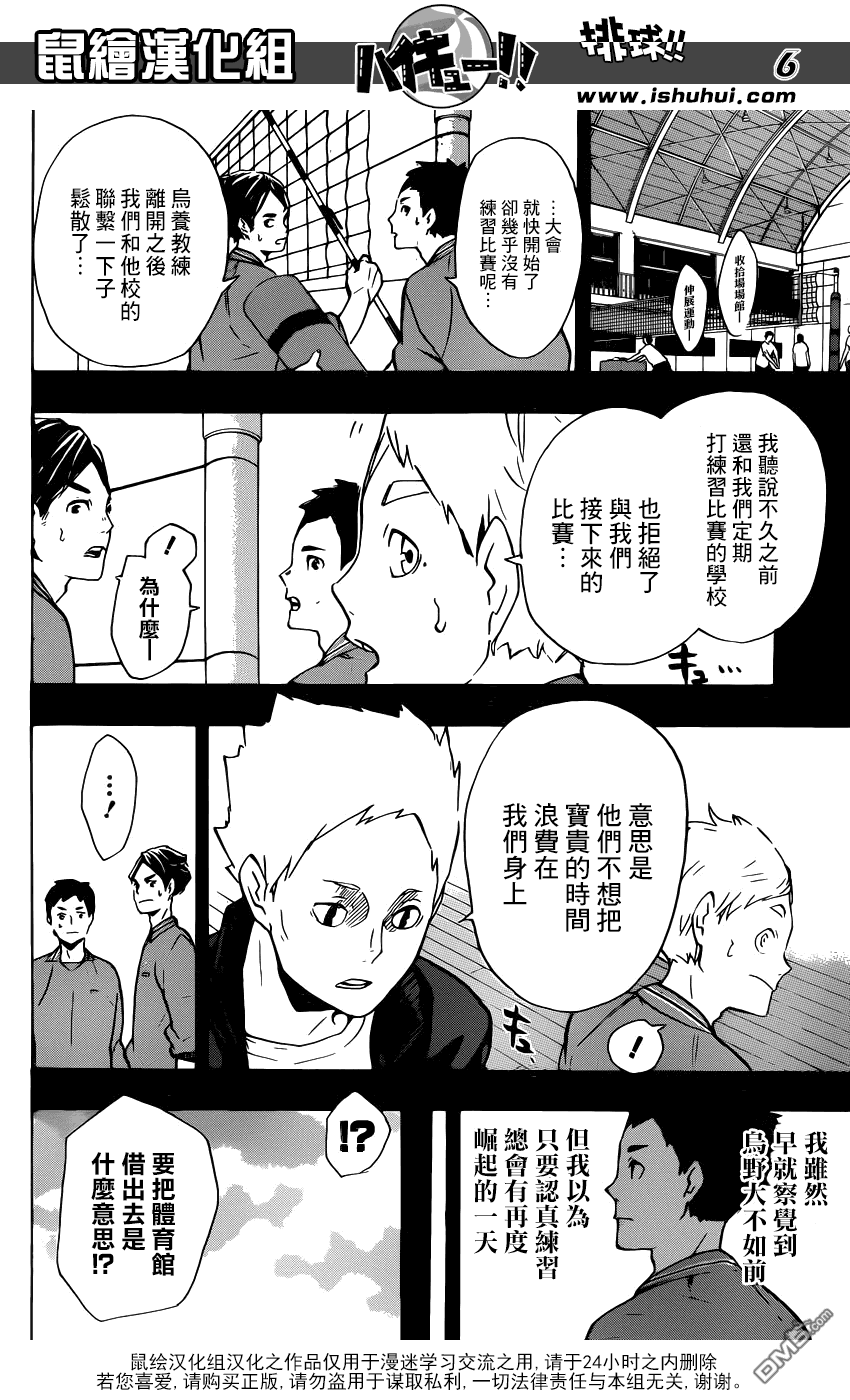 鼠繪漢化組
ハイキュー!!
排球!!
6
www.ishuhui.com
收拾場館ー
伸展運動ー
…大會
就快開始了
卻幾乎沒有
練習比賽呢…
烏養教練
離開之後
我們和他校的
聯繫一下子
鬆散了…
我聽說不久之前
還和我們定期
打練習比賽的學校
也拒絕了
與我們
接下來的
比賽…
キュ…
!
為什麼ー
意思是
他們不想把
寶貴的時間
浪費在
我們身上
!
キュ
…!
我雖然
早就察覺到
烏野大不如前
但我以為
只要認真練習
總會有再度
崛起的一天
!?
要把體育館
借出去是
什麼意思!?
鼠绘汉化组汉化之作品仅用于漫迷学习交流之用, 请于24小时之内删除
若您喜爱, 请购买正版, 请勿盗用于谋取私利, 一切法律责任与本组无关, 谢谢。
DM5.com